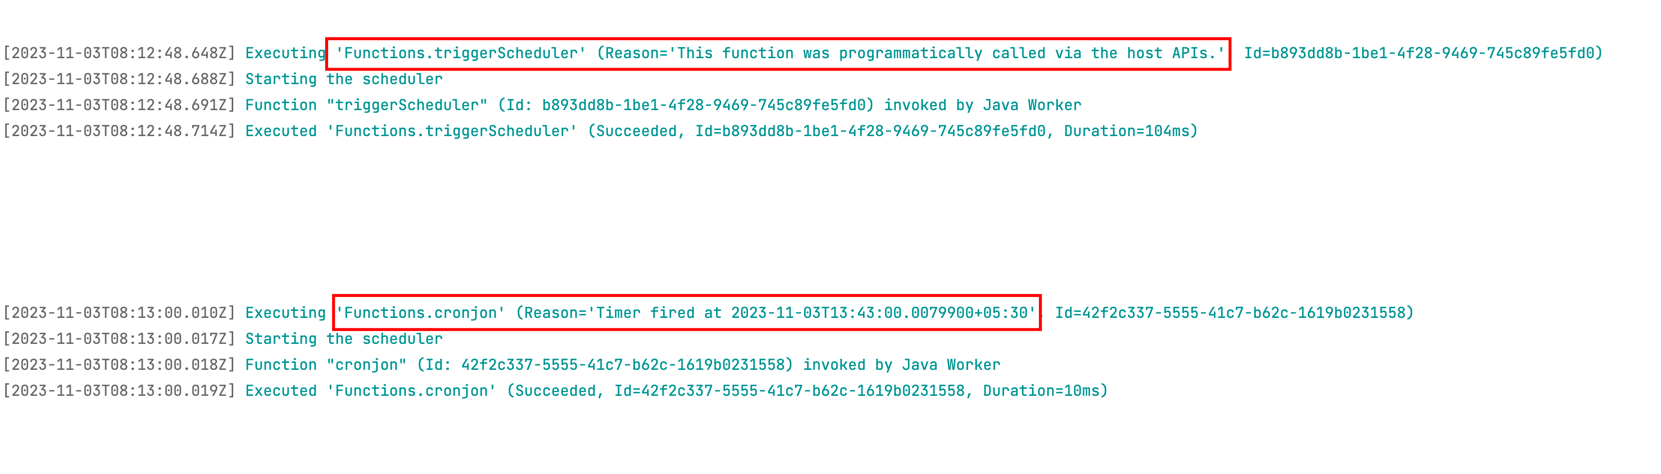 [2023-11-03T08:12:48.648Z] Executing 'Functions.triggerScheduler' (Reason='This function was programmatically called via the host APIs.' Id=b893dd8b-1be1-4f28-9469-745c89fe5fd0)
[2023-11-03T08:12:48.688Z] Starting the scheduler
[2023-11-03T08:12:48.691Z] Function "triggerScheduler" (Id: b893dd8b-1be1-4f28-9469-745c89fe5fd0) invoked by Java Worker
[2023-11-03T08:12:48.714Z] Executed 'Functions.triggerScheduler' (Succeeded, Id=b893dd8b-1be1-4f28-9469-745c89fe5fd0, Duration=104ms)
[2023-11-03T08:13:00.010Z] Executing 'Functions.cronjon' (Reason='Timer fired at 2023-11-03T13:43:00.0079900+05:30', Id=42f2c337-5555-41c7-b62c-1619b0231558)
[2023-11-03T08:13:00.017Z] Starting the scheduler
[2023-11-03T08:13:00.018Z] Function "cronjon" (Id: 42f2c337-5555-41c7-b62c-1619b0231558) invoked by Java Worker
[2023-11-03T08:13:00.019Z] Executed 'Functions.cronjon' (Succeeded, Id=42f2c337-5555-41c7-b62c-1619b0231558, Duration=10ms)